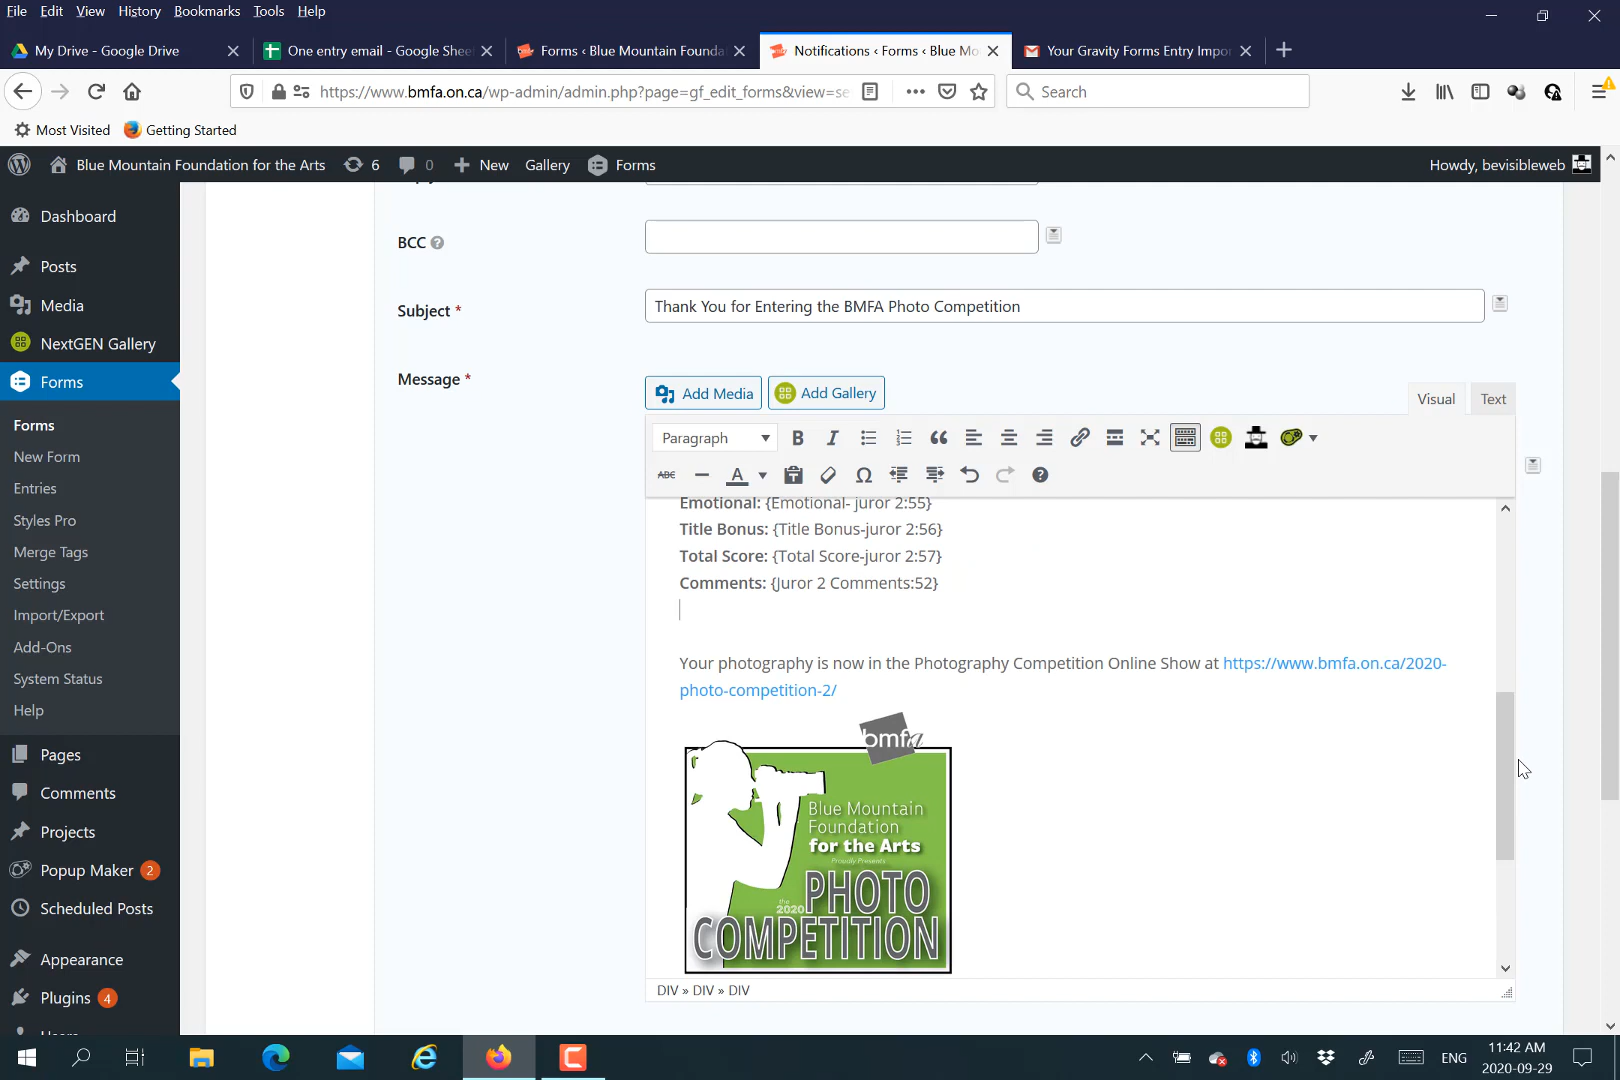 File Edit View History Bookmarks Tools Help
My Drive - Google Drive
One entry email - Google Shee
Forms ‹ Blue Mountain Founda
Notifications ‹ Forms ‹ Blue Mo
Your Gravity Forms Entry Impor
https://www.bmfa.on.ca/wp-admin/admin.php?page=gf_edit_forms&view=se
Search
Most Visited
Getting Started
Blue Mountain Foundation for the Arts 6 0 New Gallery Forms
Howdy, bevisibleweb
Dashboard
Posts
Media
NextGEN Gallery
Forms
Forms
New Form
Entries
Styles Pro
Merge Tags
Settings
Import/Export
Add-Ons
System Status
Help
Pages
Comments
Projects
Popup Maker 2
Scheduled Posts
Appearance
Plugins 4
BCC
Subject *
Thank You for Entering the BMFA Photo Competition
Message *
Add Media
Add Gallery
Visual
Text
Paragraph
B I
ABC A
Emotional: {Emotional- juror 2:55}
Title Bonus: {Title Bonus-juror 2:56}
Total Score: {Total Score-juror 2:57}
Comments: {Juror 2 Comments:52}
Your photography is now in the Photography Competition Online Show at https://www.bmfa.on.ca/2020-
photo-competition-2/
bmfa
Blue Mountain
Foundation
for the Arts
Proudly Presents
the
2020 PHOTO
COMPETITION
DIV » DIV » DIV
ENG
11:42 AM
2020-09-29